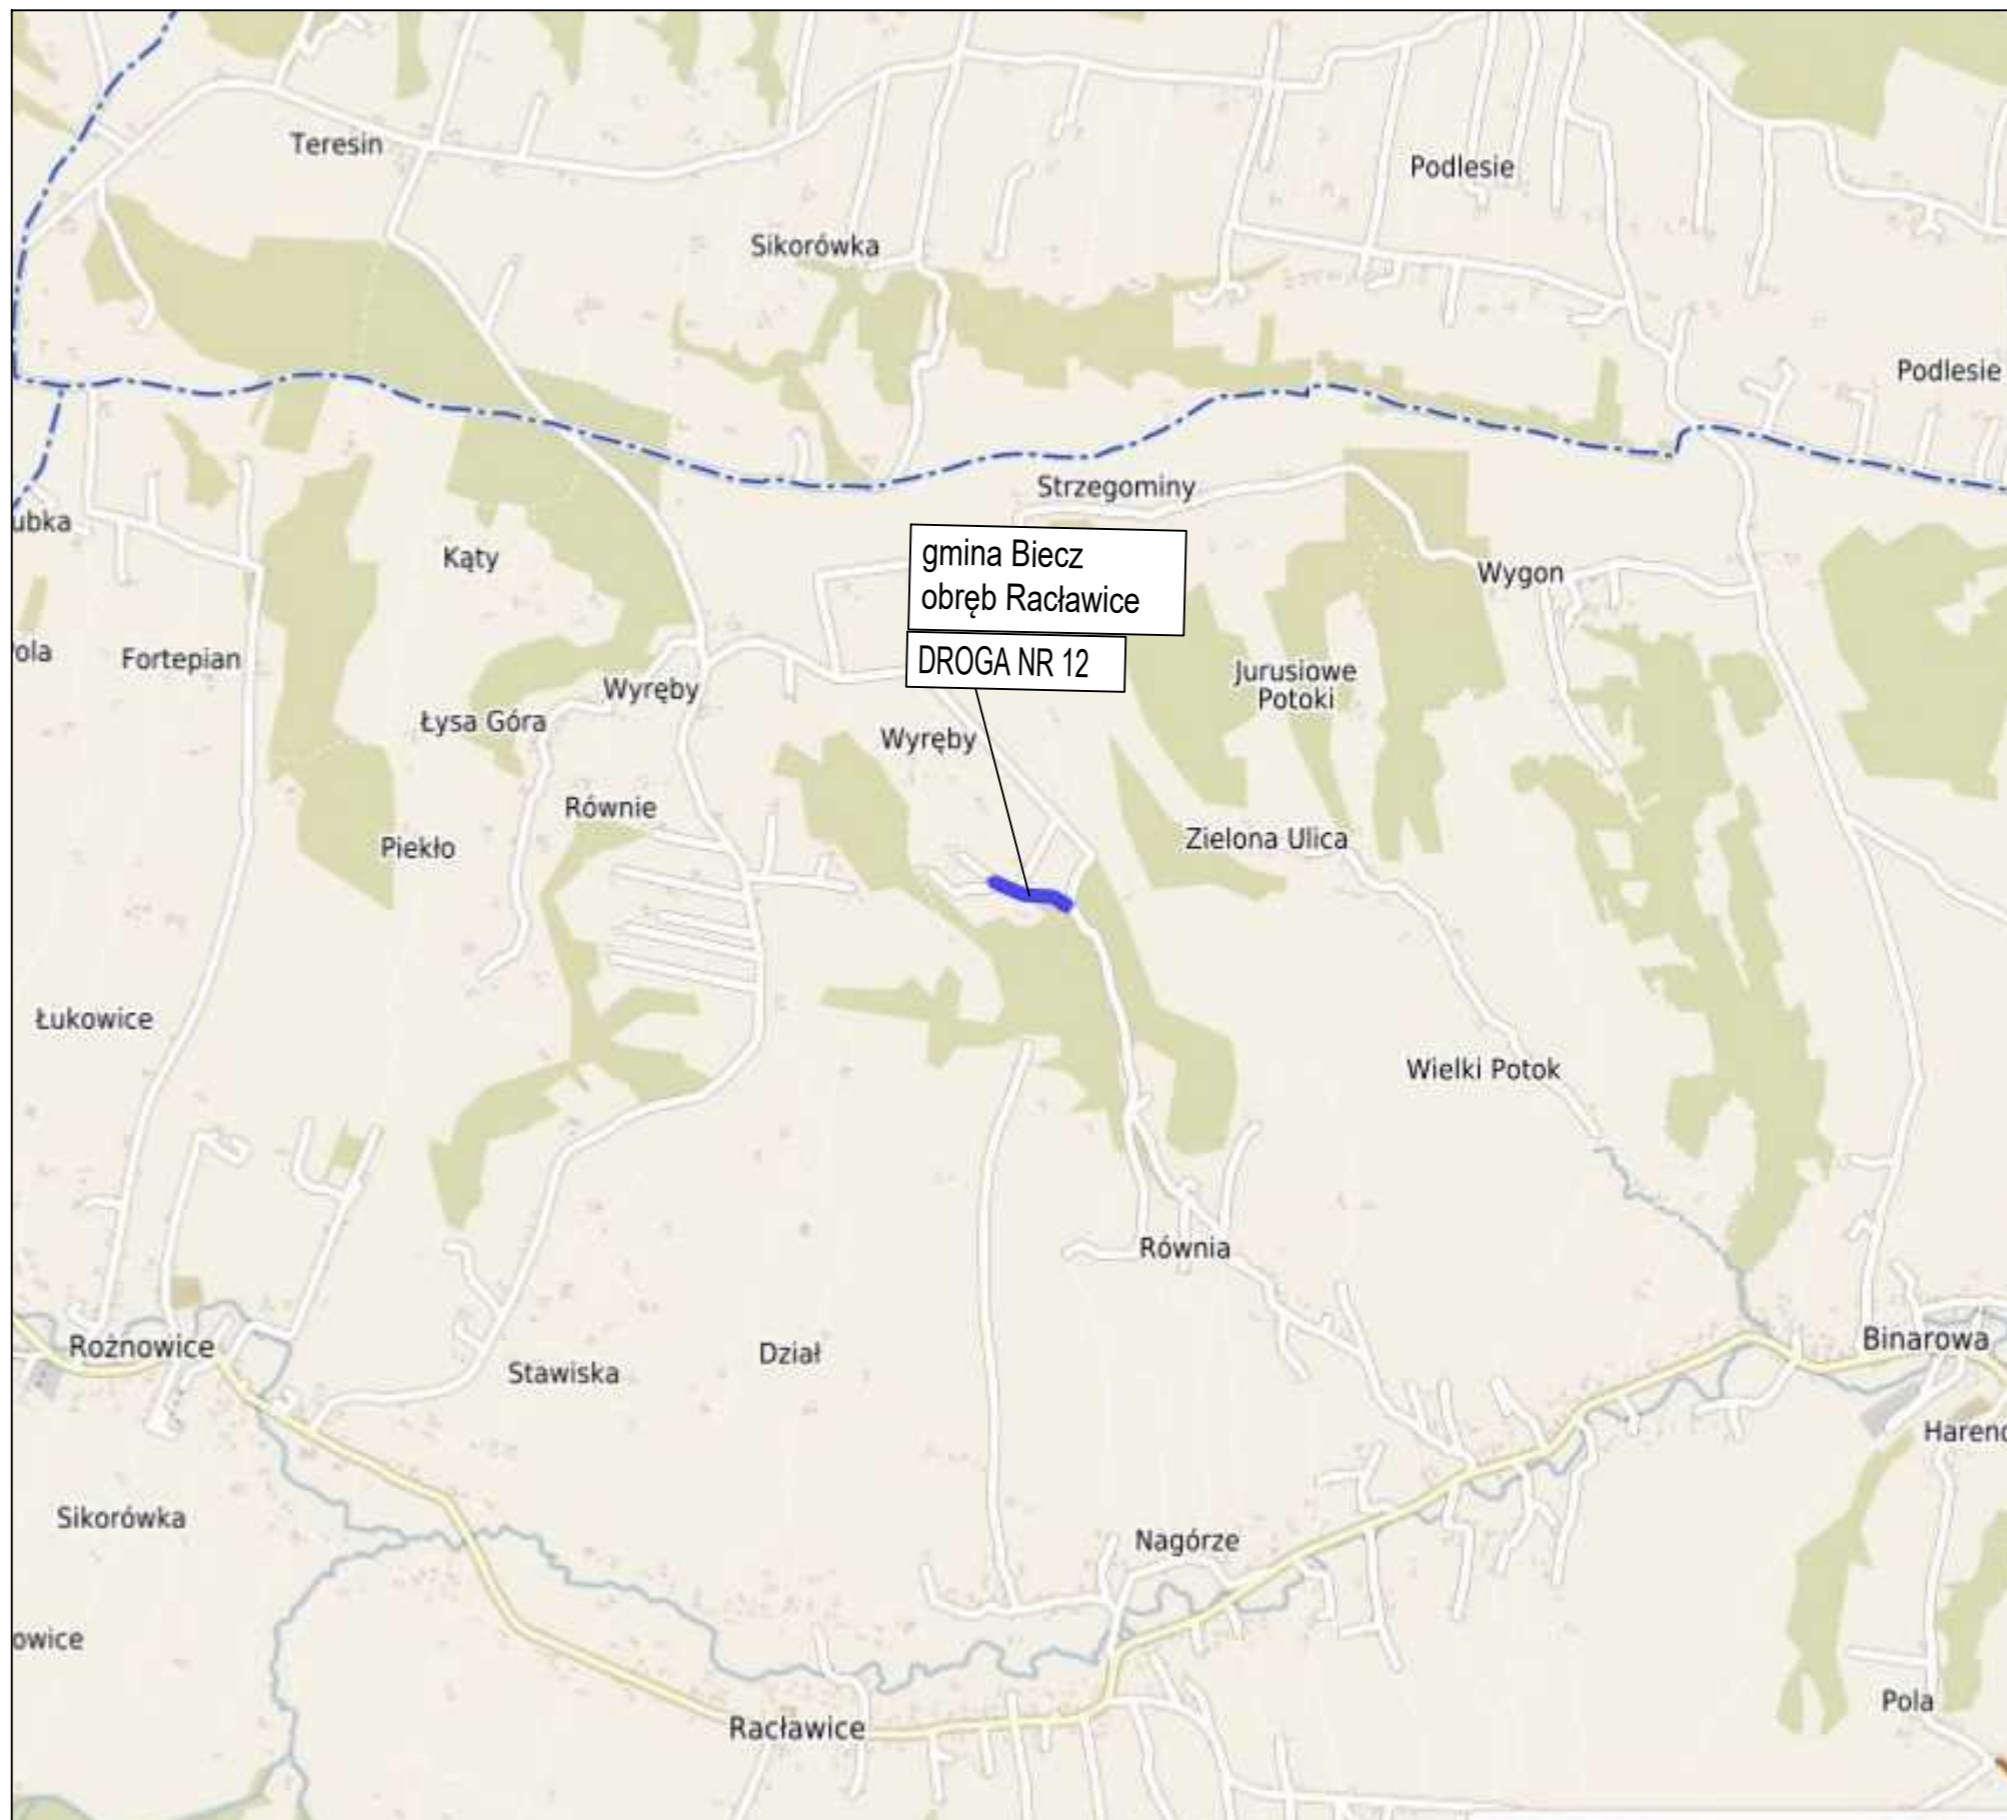 Teresin
Podlesie
Sikorówka
Podlesie
Strzegominy
ubka
gmina Biecz
obręb Racławice
Kąty
Wygon
ola
Fortepian
DROGA NR 12
Jurusiowe
Potoki
Wyręby
Łysa Góra
Wyręby
Równie
Piekło
Zielona Ulica
Łukowice
Wielki Potok
Równia
Rożnowice
Binarowa
Dział
Stawiska
Harenc
Sikorówka
Nagórze
owice
Pola
Racławice